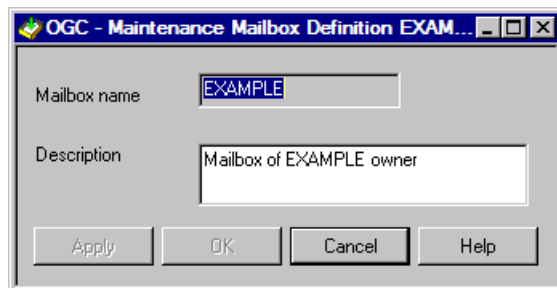 OGC - Maintenance Mailbox Definition EXAM...
Mailbox name EXAMPLE
Description Mailbox of EXAMPLE owner
Apply OK Cancel Help